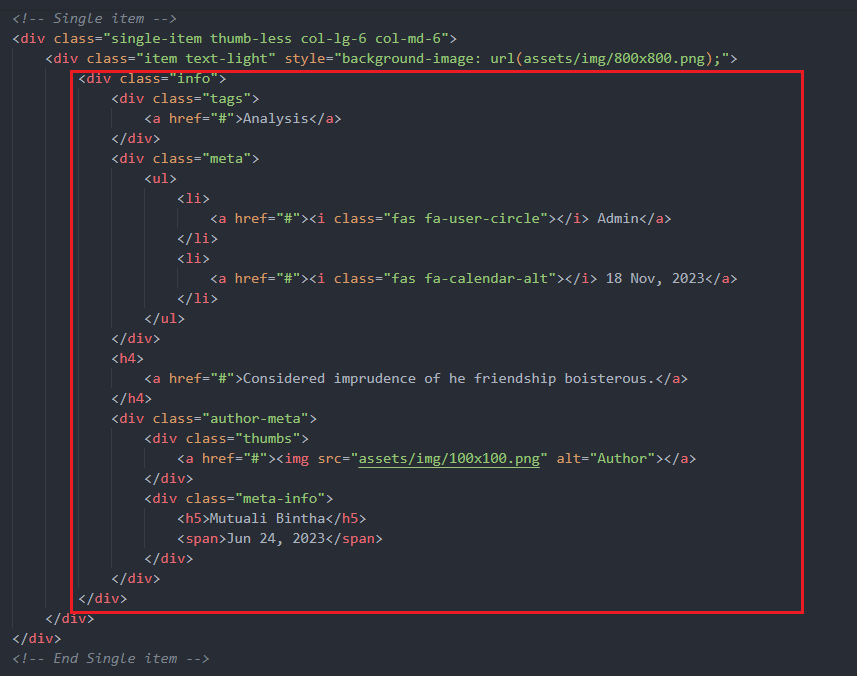 <!-- Single item -->
<div class="single-item thumb-less col-lg-6 col-md-6">
    <div class="item text-light" style="background-image: url(assets/img/800x800.png);">
        <div class="info">
            <div class="tags">
                <a href="#">Analysis</a>
            </div>
            <div class="meta">
                <ul>
                    <li>
                        <a href="#"><i class="fas fa-user-circle"></i> Admin</a>
                    </li>
                    <li>
                        <a href="#"><i class="fas fa-calendar-alt"></i> 18 Nov, 2023</a>
                    </li>
                </ul>
            </div>
            <h4>
                <a href="#">Considered imprudence of he friendship boisterous.</a>
            </h4>
            <div class="author-meta">
                <div class="thumbs">
                    <a href="#"><img src="assets/img/100x100.png" alt="Author"></a>
                </div>
                <div class="meta-info">
                    <h5>Mutuali Bintha</h5>
                    <span>Jun 24, 2023</span>
                </div>
            </div>
        </div>
    </div>
</div>
<!-- End Single item -->